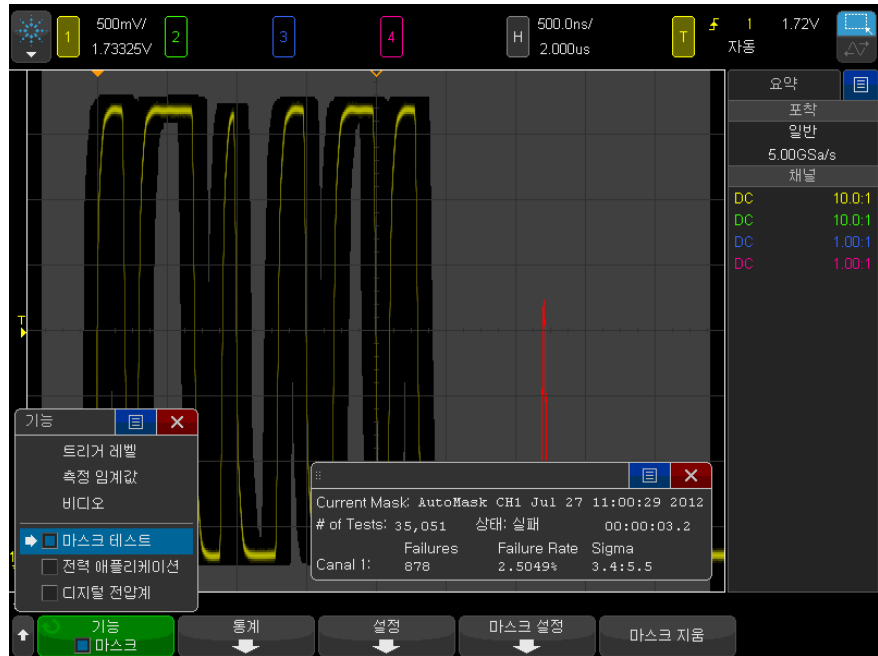 1 500mV/ 1.73325V 2 3 4 H 500.0ns/ 2.000us T 1 1.72V 자동
요약
포착
일반
5.00GSa/s
채널
DC 10.0:1
DC 10.0:1
DC 1.00:1
DC 1.00:1
T
기능
트리거 레벨
측정 임계값
비디오
마스크 테스트
전력 애플리케이션
디지털 전압계
Current Mask: AutoMask CH1 Jul 27 11:00:29 2012
# of Tests: 35,051 상태: 실패 00:00:03.2
Failures Failure Rate Sigma
Canal 1: 878 2.5049% 3.4:5.5
기능 마스크
통계
설정
마스크 설정
마스크 지움